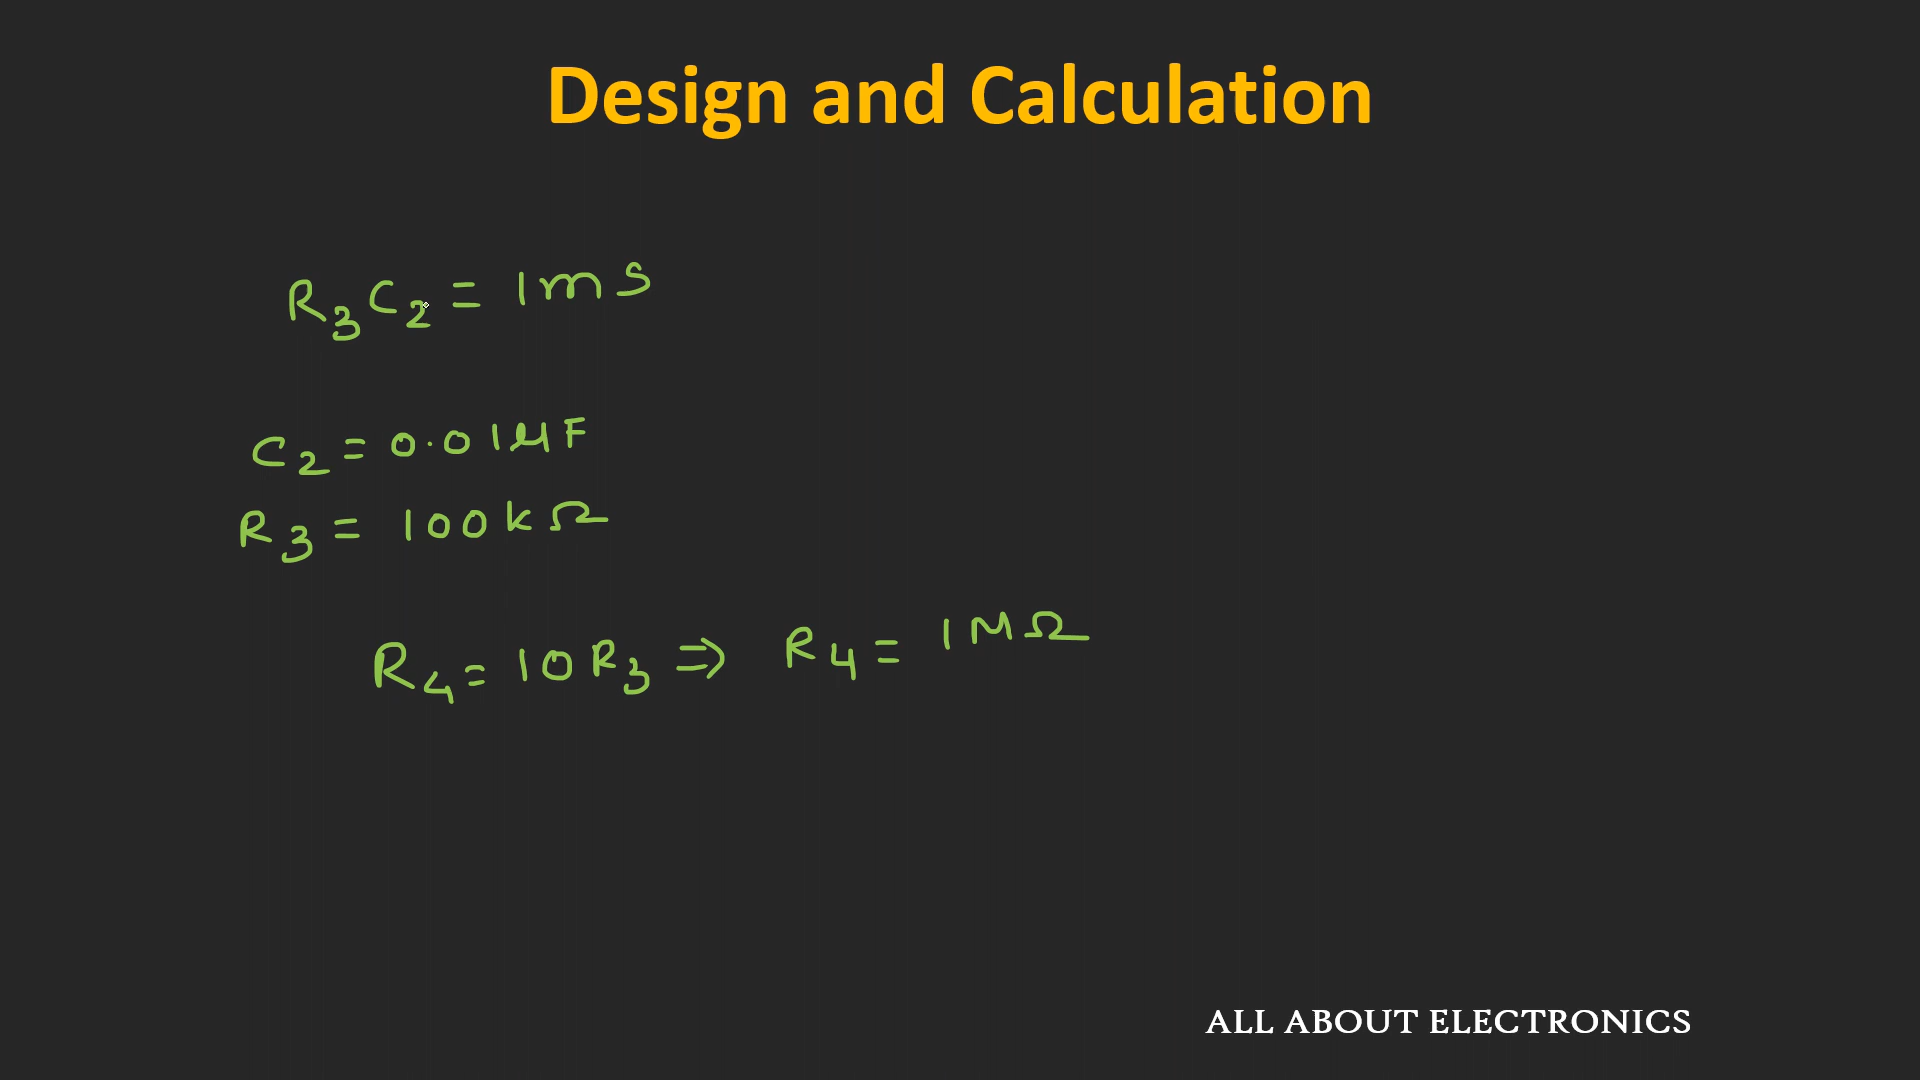 Design and Calculation
R₃C₂ = 1mS
C₂ = 0.01μF
R₃ = 100kΩ
R₄ = 10R₃ ⇒ R₄ = 1MΩ
ALL ABOUT ELECTRONICS